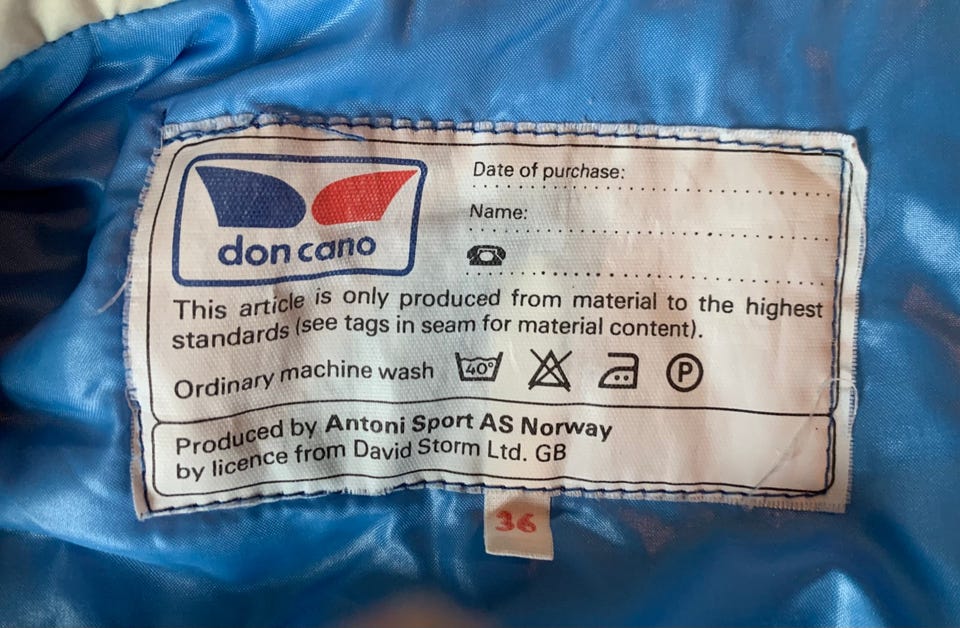 don cano
Date of purchase:
Name:
This article is only produced from material to the highest
standards (see tags in seam for material content).
Ordinary machine wash 40° P
Produced by Antoni Sport AS Norway
by licence from David Storm Ltd. GB
36